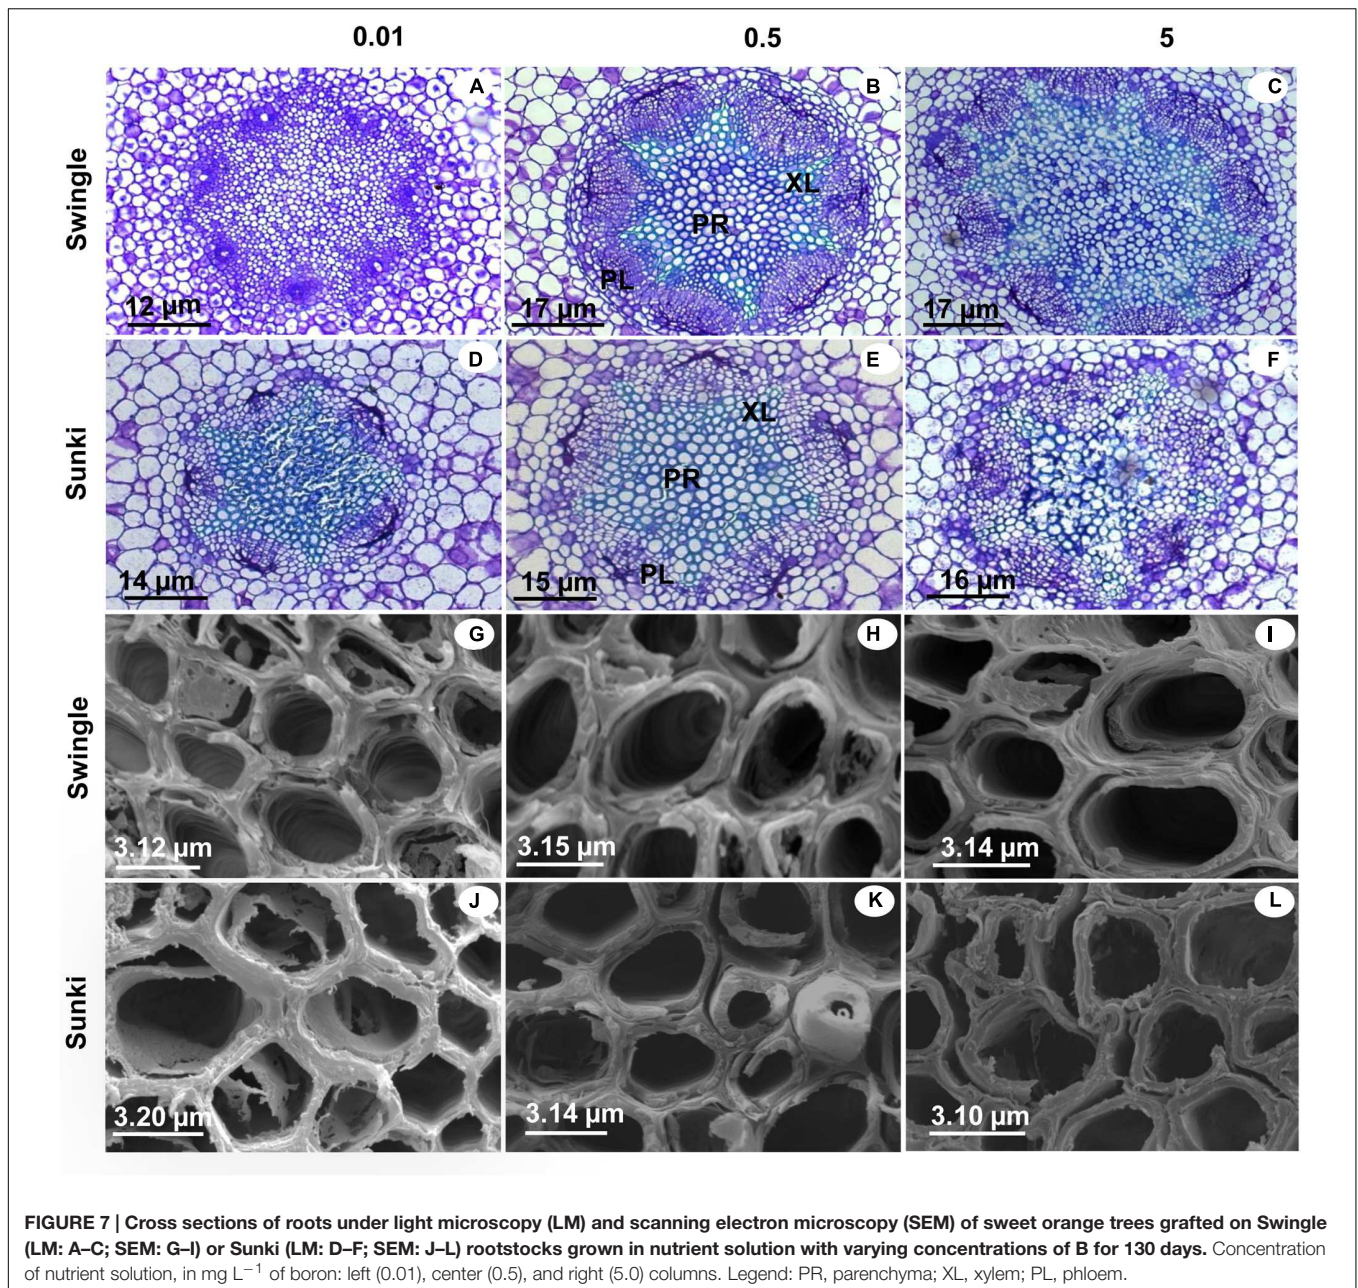 0.01 0.5 5
Swingle
A B C
XL
PR
PL
12 µm 17 µm 17 µm
Sunki
D E F
XL
PR
PL
14 µm 15 µm 16 µm
Swingle
G H I
3.12 µm 3.15 µm 3.14 µm
Sunki
J K L
3.20 µm 3.14 µm 3.10 µm
FIGURE 7 | Cross sections of roots under light microscopy (LM) and scanning electron microscopy (SEM) of sweet orange trees grafted on Swingle
(LM: A–C; SEM: G–I) or Sunki (LM: D–F; SEM: J–L) rootstocks grown in nutrient solution with varying concentrations of B for 130 days. Concentration
of nutrient solution, in mg L⁻¹ of boron: left (0.01), center (0.5), and right (5.0) columns. Legend: PR, parenchyma; XL, xylem; PL, phloem.